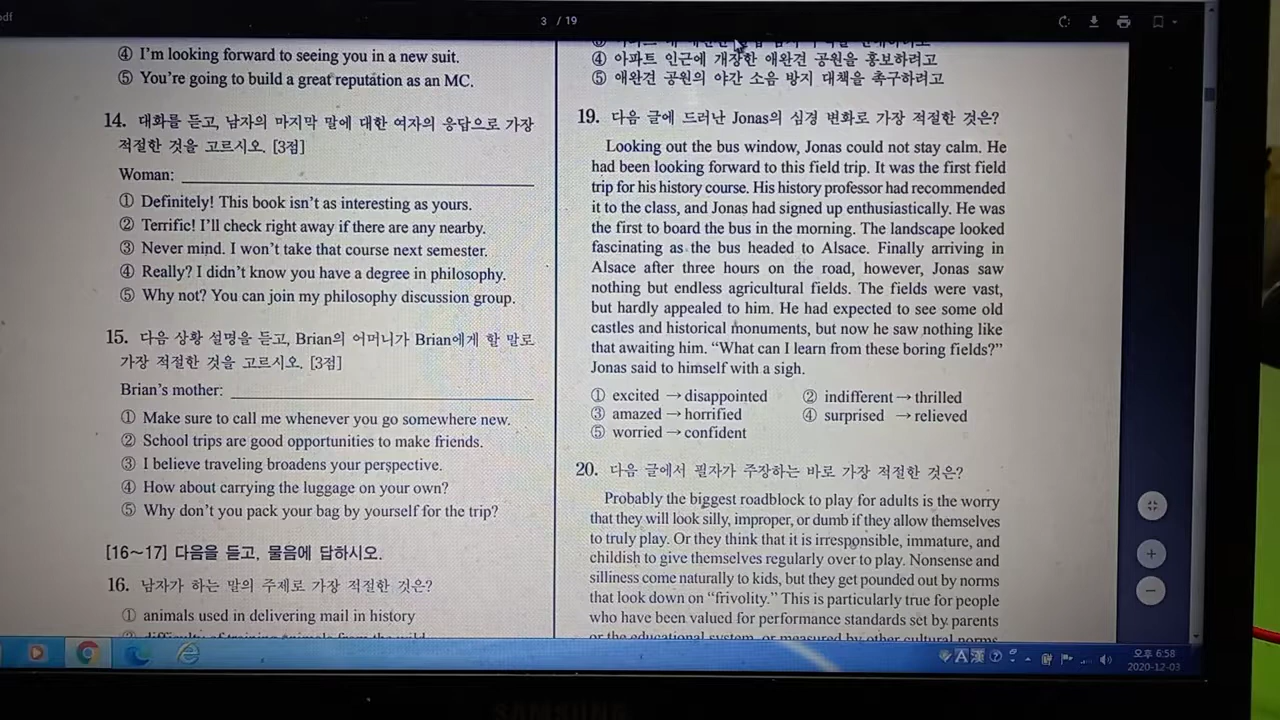 df
3 / 19
④ I'm looking forward to seeing you in a new suit.
⑤ You're going to build a great reputation as an MC.
14. 대화를 듣고, 남자의 마지막 말에 대한 여자의 응답으로 가장
적절한 것을 고르시오. [3점]
Woman:
① Definitely! This book isn't as interesting as yours.
② Terrific! I'll check right away if there are any nearby.
③ Never mind. I won't take that course next semester.
④ Really? I didn't know you have a degree in philosophy.
⑤ Why not? You can join my philosophy discussion group.
15. 다음 상황 설명을 듣고, Brian의 어머니가 Brian에게 할 말로
가장 적절한 것을 고르시오. [3점]
Brian's mother:
① Make sure to call me whenever you go somewhere new.
② School trips are good opportunities to make friends.
③ I believe traveling broadens your perspective.
④ How about carrying the luggage on your own?
⑤ Why don't you pack your bag by yourself for the trip?
[16~17] 다음을 듣고, 물음에 답하시오.
16. 남자가 하는 말의 주제로 가장 적절한 것은?
① animals used in delivering mail in history
④ 아파트 인근에 개장한 애완견 공원을 홍보하려고
⑤ 애완견 공원의 야간 소음 방지 대책을 촉구하려고
19. 다음 글에 드러난 Jonas의 심경 변화로 가장 적절한 것은?
Looking out the bus window, Jonas could not stay calm. He
had been looking forward to this field trip. It was the first field
trip for his history course. His history professor had recommended
it to the class, and Jonas had signed up enthusiastically. He was
the first to board the bus in the morning. The landscape looked
fascinating as the bus headed to Alsace. Finally arriving in
Alsace after three hours on the road, however, Jonas saw
nothing but endless agricultural fields. The fields were vast,
but hardly appealed to him. He had expected to see some old
castles and historical monuments, but now he saw nothing like
that awaiting him. "What can I learn from these boring fields?"
Jonas said to himself with a sigh.
① excited → disappointed ② indifferent → thrilled
③ amazed → horrified ④ surprised → relieved
⑤ worried → confident
20. 다음 글에서 필자가 주장하는 바로 가장 적절한 것은?
Probably the biggest roadblock to play for adults is the worry
that they will look silly, improper, or dumb if they allow themselves
to truly play. Or they think that it is irresponsible, immature, and
childish to give themselves regularly over to play. Nonsense and
silliness come naturally to kids, but they get pounded out by norms
that look down on "frivolity." This is particularly true for people
who have been valued for performance standards set by parents
or the educational system, or measured by other cultural norms
A 漢
오후 6:58
2020-12-03